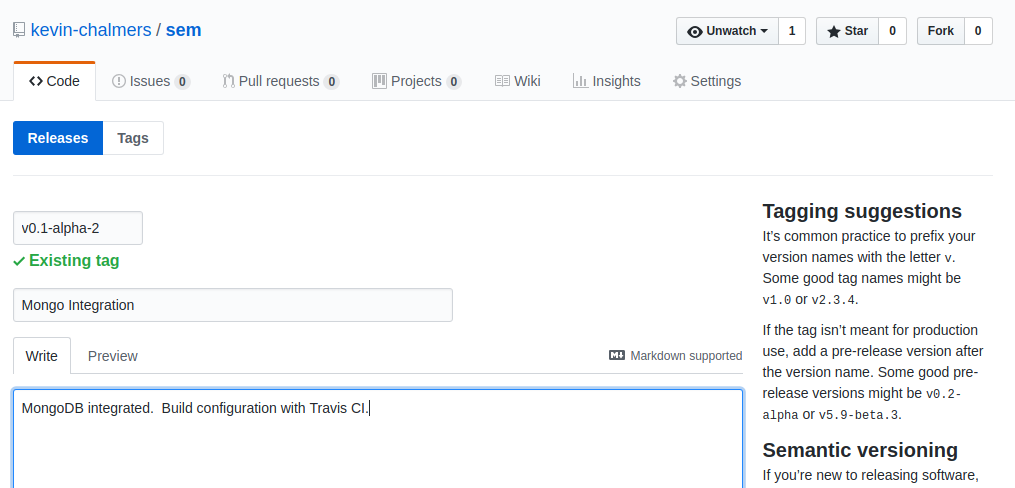 kevin-chalmers / sem
Unwatch 1 Star 0 Fork 0
Code Issues 0 Pull requests 0 Projects 0 Wiki Insights Settings
Releases Tags
v0.1-alpha-2
Existing tag
Mongo Integration
Write Preview Markdown supported
MongoDB integrated.  Build configuration with Travis CI.
Tagging suggestions
It’s common practice to prefix your
version names with the letter v.
Some good tag names might be
v1.0 or v2.3.4.
If the tag isn’t meant for production
use, add a pre-release version after
the version name. Some good pre-
release versions might be v0.2-
alpha or v5.9-beta.3.
Semantic versioning
If you’re new to releasing software,